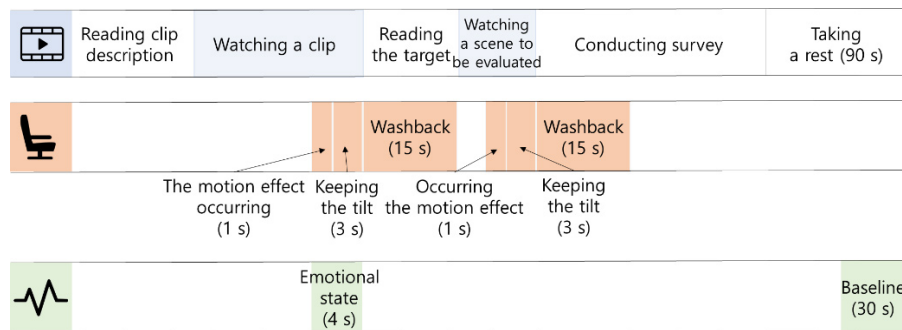 Reading clip
description
Watching a clip
Reading
the target
Watching
a scene to
be evaluated
Conducting survey
Taking
a rest (90 s)
Washback
(15 s)
Washback
(15 s)
The motion effect
occurring
(1 s)
Keeping
the tilt
(3 s)
Occurring
the motion effect
(1 s)
Keeping
the tilt
(3 s)
Emotional
state
(4 s)
Baseline
(30 s)